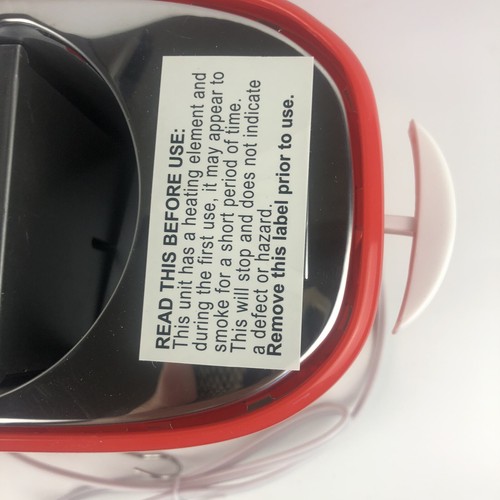 READ THIS BEFORE USE:
This unit has a heating element and
during the first use, it may appear to
smoke for a short period of time.
This will stop and does not indicate
a defect or hazard.
Remove this label prior to use.